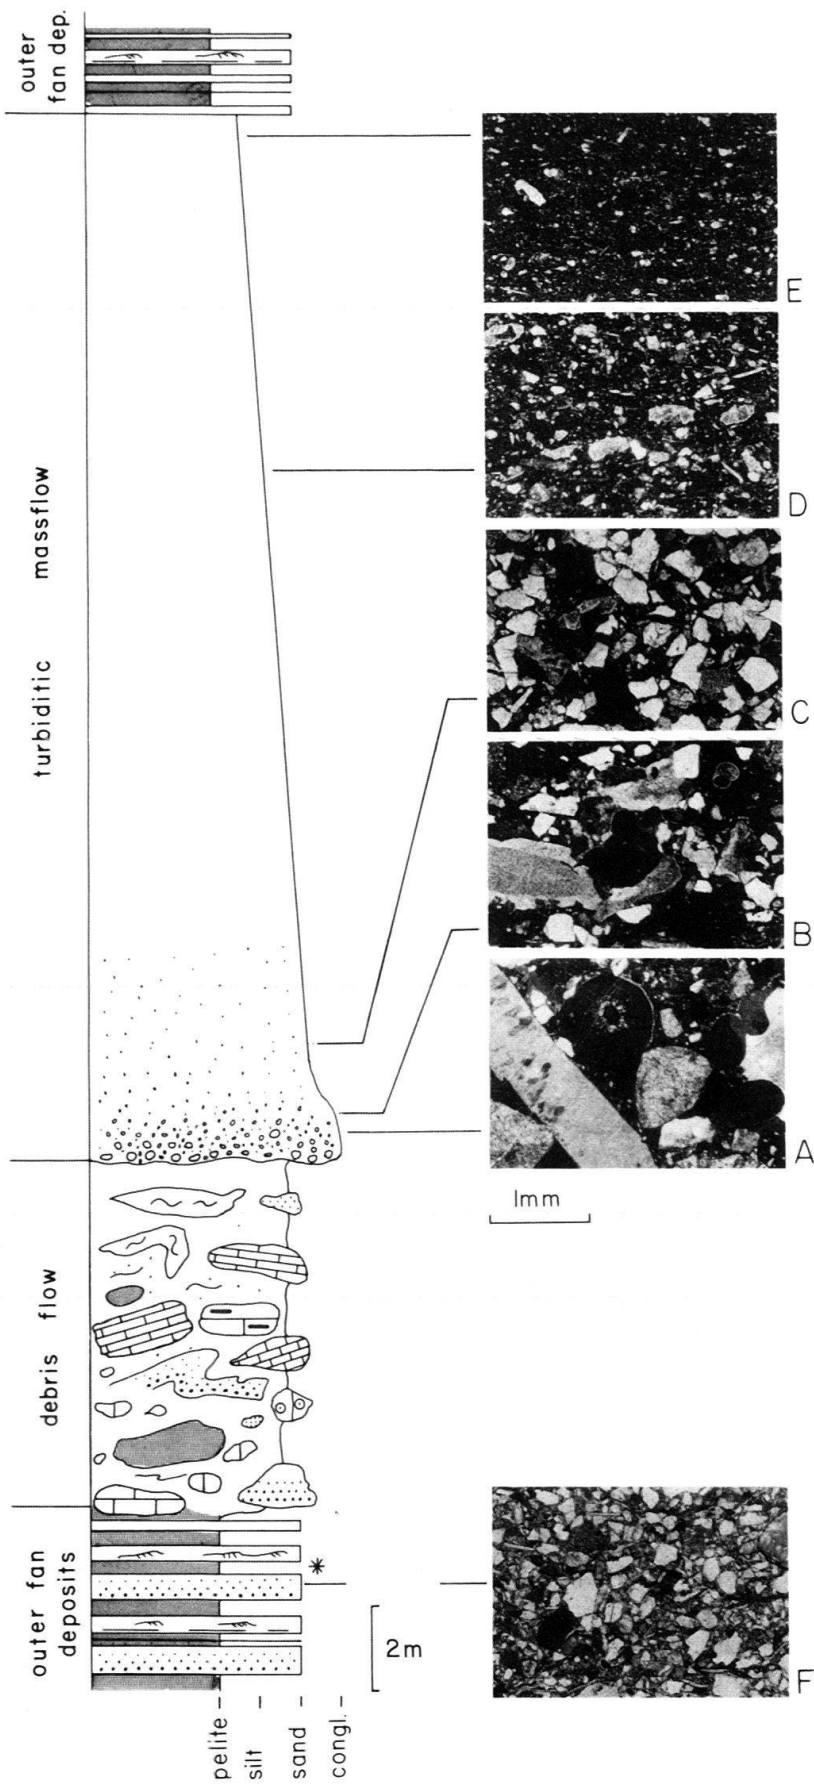 outer
fan dep.
E
D
turbiditic massflow
C
B
A
1mm
debris flow
outer fan
deposits
*
2m
F
pelite
silt
sand
congl.